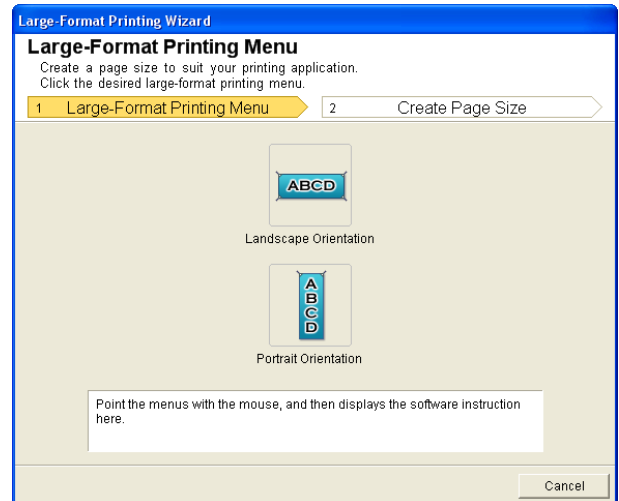 Large-Format Printing Wizard
Large-Format Printing Menu
Create a page size to suit your printing application.
Click the desired large-format printing menu.
1 Large-Format Printing Menu
2 Create Page Size
ABCD
Landscape Orientation
A
B
C
D
Portrait Orientation
Point the menus with the mouse, and then displays the software instruction
here.
Cancel